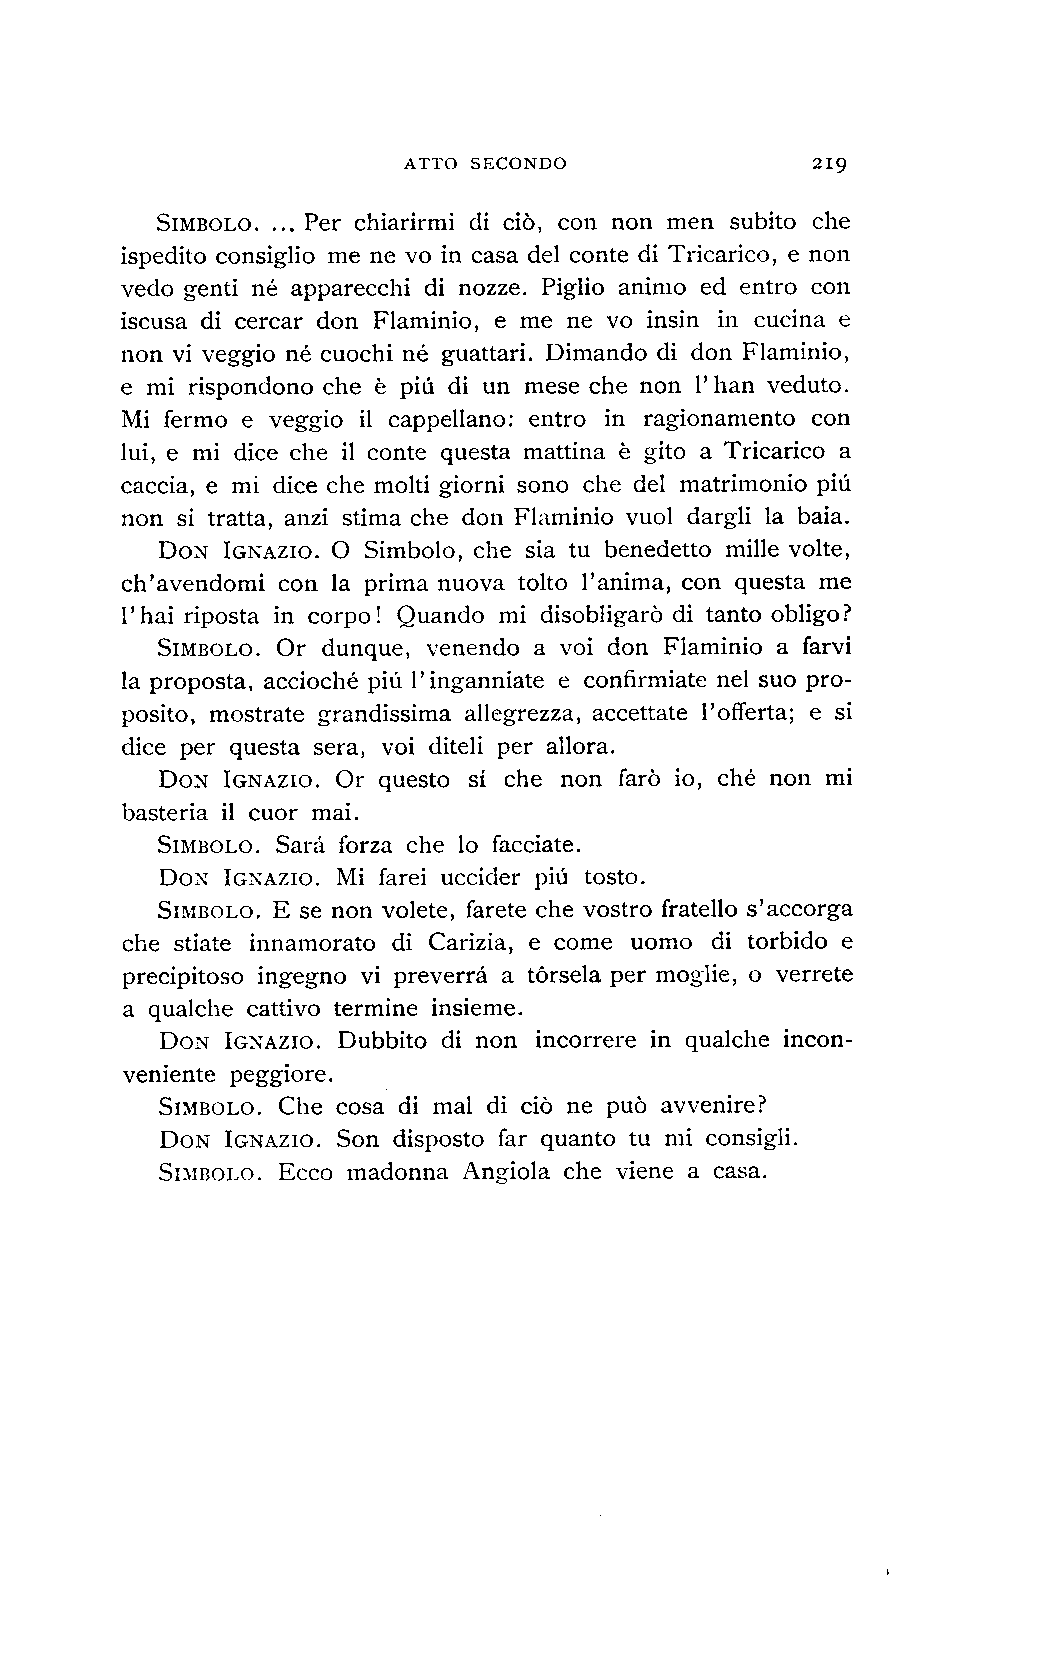 ATTO SECONDO 219
SIMBOLO. ... Per chiarirmi di ciò, con non men subito che
ispedito consiglio me ne vo in casa del conte di Tricarico, e non
vedo genti né apparecchi di nozze. Piglio animo ed entro con
iscusa di cercar don Flaminio, e me ne vo insin in cucina e
non vi veggio né cuochi né guattari. Dimando di don Flaminio,
e mi rispondono che è piú di un mese che non l'han veduto.
Mi fermo e veggio il cappellano: entro in ragionamento con
lui, e mi dice che il conte questa mattina è gito a Tricarico a
caccia, e mi dice che molti giorni sono che del matrimonio piú
non si tratta, anzi stima che don Flaminio vuol dargli la baia.
DON IGNAZIO. O Simbolo, che sia tu benedetto mille volte,
ch'avendomi con la prima nuova tolto l'anima, con questa me
l'hai riposta in corpo! Quando mi disobligarò di tanto obligo?
SIMBOLO. Or dunque, venendo a voi don Flaminio a farvi
la proposta, accioché piú l'inganniate e confirmiate nel suo pro-
posito, mostrate grandissima allegrezza, accettate l'offerta; e si
dice per questa sera, voi diteli per allora.
DON IGNAZIO. Or questo sí che non farò io, ché non mi
basteria il cuor mai.
SIMBOLO. Sará forza che lo facciate.
DON IGNAZIO. Mi farei uccider piú tosto.
SIMBOLO. E se non volete, farete che vostro fratello s'accorga
che stiate innamorato di Carizia, e come uomo di torbido e
precipitoso ingegno vi preverrá a tôrsela per moglie, o verrete
a qualche cattivo termine insieme.
DON IGNAZIO. Dubbito di non incorrere in qualche incon-
veniente peggiore.
SIMBOLO. Che cosa di mal di ciò ne può avvenire?
DON IGNAZIO. Son disposto far quanto tu mi consigli.
SIMBOLO. Ecco madonna Angiola che viene a casa.